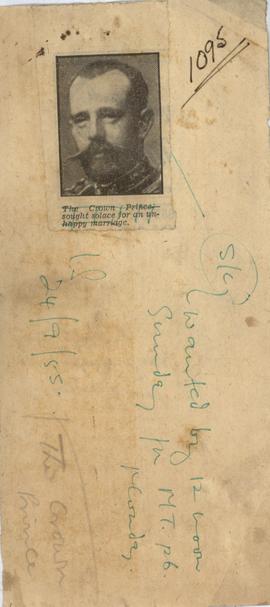 1095
The Crown Prince,
sought solace for an un-
happy marriage.
wanted by 12 noon
Sunday for M.T. pb.
Monday.
24/9/55.
The Crown
Prince